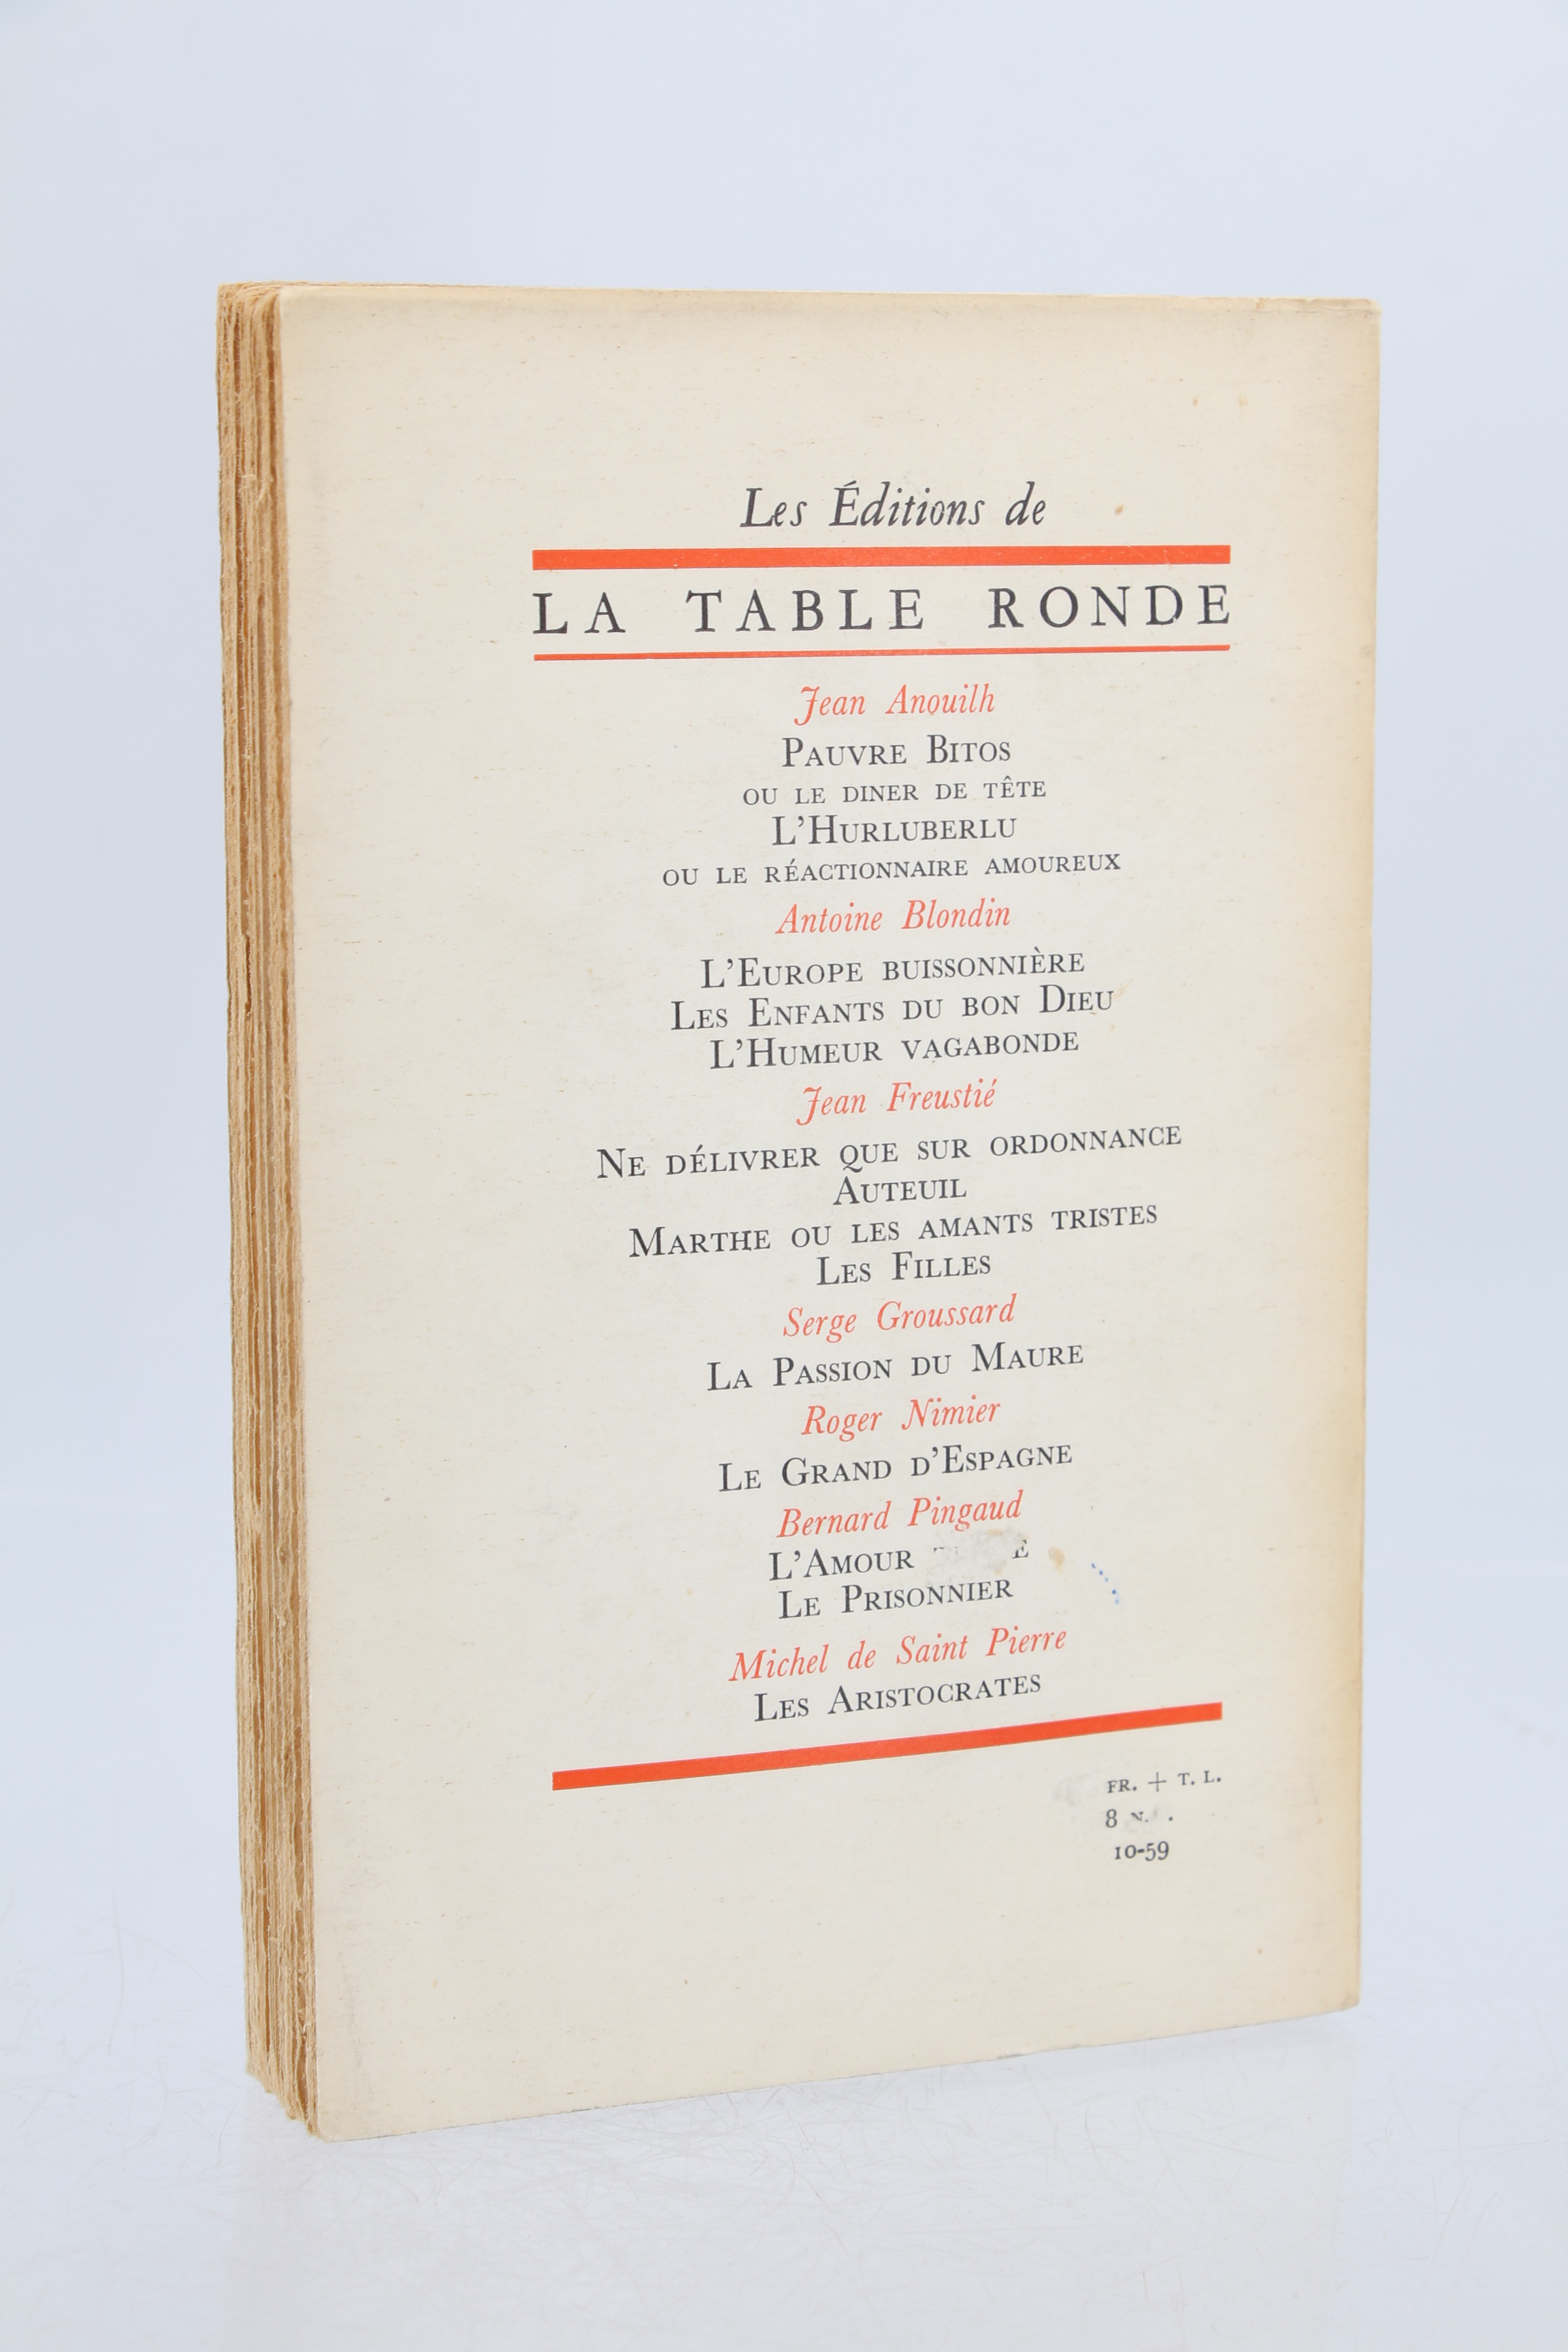 Les Éditions de
LA TABLE RONDE
Jean Anouilh
PAUVRE BITOS
OU LE DINER DE TÊTE
L'HURLUBERLU
OU LE RÉACTIONNAIRE AMOUREUX
Antoine Blondin
L'EUROPE BUISSONNIÈRE
LES ENFANTS DU BON DIEU
L'HUMEUR VAGABONDE
Jean Freustié
NE DÉLIVRER QUE SUR ORDONNANCE
AUTEUIL
MARTHE OU LES AMANTS TRISTES
LES FILLES
Serge Groussard
LA PASSION DU MAURE
Roger Nimier
LE GRAND D'ESPAGNE
Bernard Pingaud
L'AMOUR
LE PRISONNIER
Michel de Saint Pierre
LES ARISTOCRATES
FR. + T. L.
8
10-59